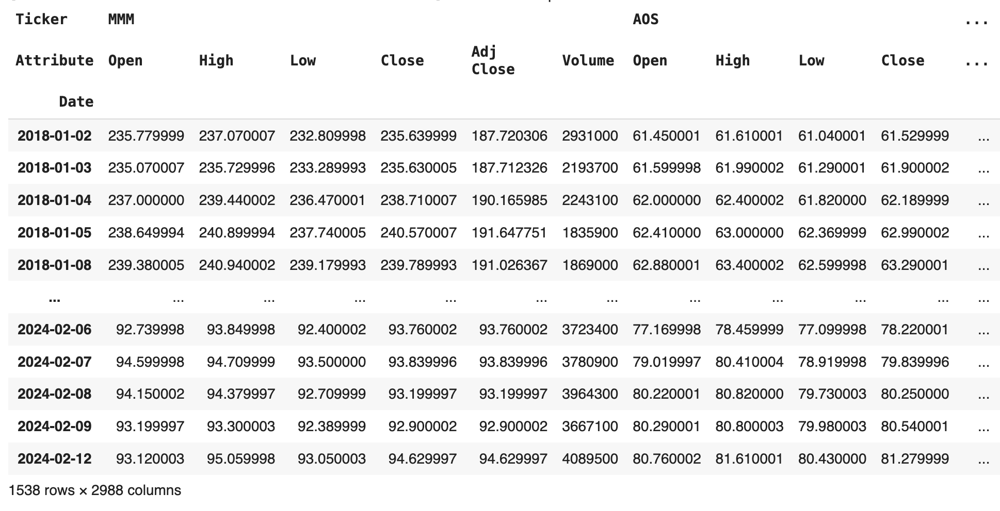 Ticker MMM AOS ...
Attribute Open High Low Close Adj Close Volume Open High Low Close ...
Date
2018-01-02 235.779999 237.070007 232.809998 235.639999 187.720306 2931000 61.450001 61.610001 61.040001 61.529999 ...
2018-01-03 235.070007 235.729996 233.289993 235.630005 187.712326 2193700 61.599998 61.990002 61.290001 61.900002 ...
2018-01-04 237.000000 239.440002 236.470001 238.710007 190.165985 2243100 62.000000 62.400002 61.820000 62.189999 ...
2018-01-05 238.649994 240.899994 237.740005 240.570007 191.647751 1835900 62.410000 63.000000 62.369999 62.990002 ...
2018-01-08 239.380005 240.940002 239.179993 239.789993 191.026367 1869000 62.880001 63.400002 62.599998 63.290001 ...
... ... ... ... ... ... ... ... ... ... ... ...
2024-02-06 92.739998 93.849998 92.400002 93.760002 93.760002 3723400 77.169998 78.459999 77.099998 78.220001 ...
2024-02-07 94.599998 94.709999 93.500000 93.839996 93.839996 3780900 79.019997 80.410004 78.919998 79.839996 ...
2024-02-08 94.150002 94.379997 92.709999 93.199997 93.199997 3964300 80.220001 80.820000 79.730003 80.250000 ...
2024-02-09 93.199997 93.300003 92.389999 92.900002 92.900002 3667100 80.290001 80.800003 79.980003 80.540001 ...
2024-02-12 93.120003 95.059998 93.050003 94.629997 94.629997 4089500 80.760002 81.610001 80.430000 81.279999 ...
1538 rows × 2988 columns